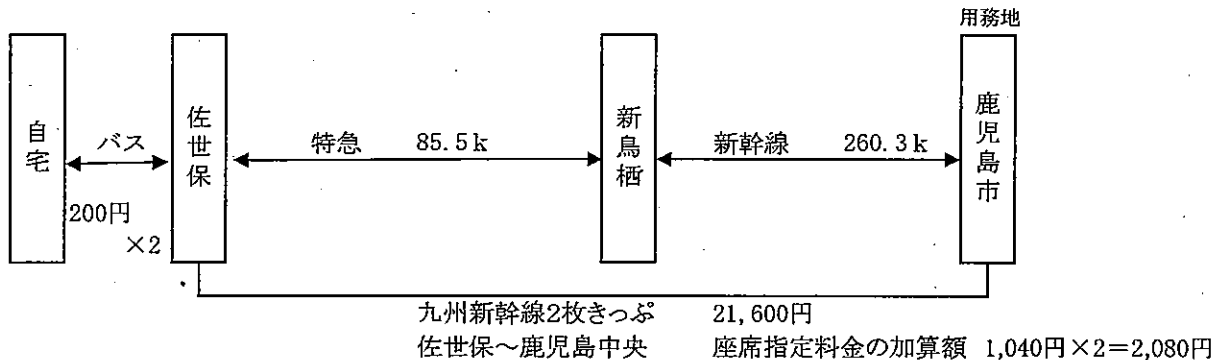 用務地
自宅
バス
200円
×2
佐世保
特急 85.5k
新鳥栖
新幹線 260.3k
鹿児島市
九州新幹線2枚きっぷ 21,600円
佐世保~鹿児島中央 座席指定料金の加算額 1,040円×2=2,080円